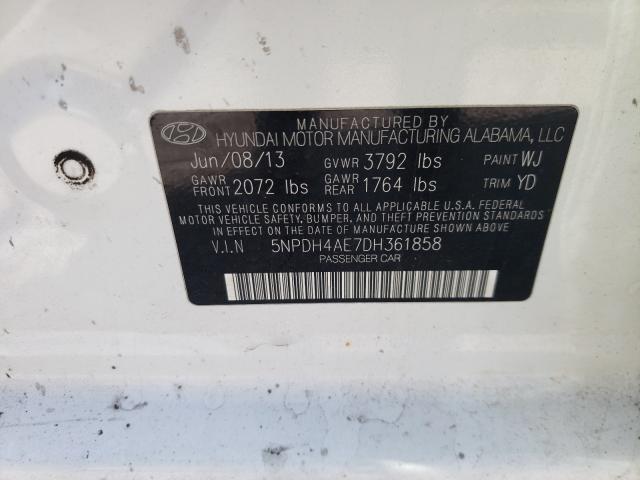 MANUFACTURED BY
HYUNDAI MOTOR MANUFACTURING ALABAMA, LLC
Jun/08/13 GVWR 3792 lbs PAINT WJ
GAWR FRONT 2072 lbs GAWR REAR 1764 lbs TRIM YD
THIS VEHICLE CONFORMS TO ALL APPLICABLE U.S.A. FEDERAL
MOTOR VEHICLE SAFETY, BUMPER, AND THEFT PREVENTION STANDARDS
IN EFFECT ON THE DATE OF MANUFACTURE SHOWN ABOVE
V.I.N 5NPDH4AE7DH361858
PASSENGER CAR